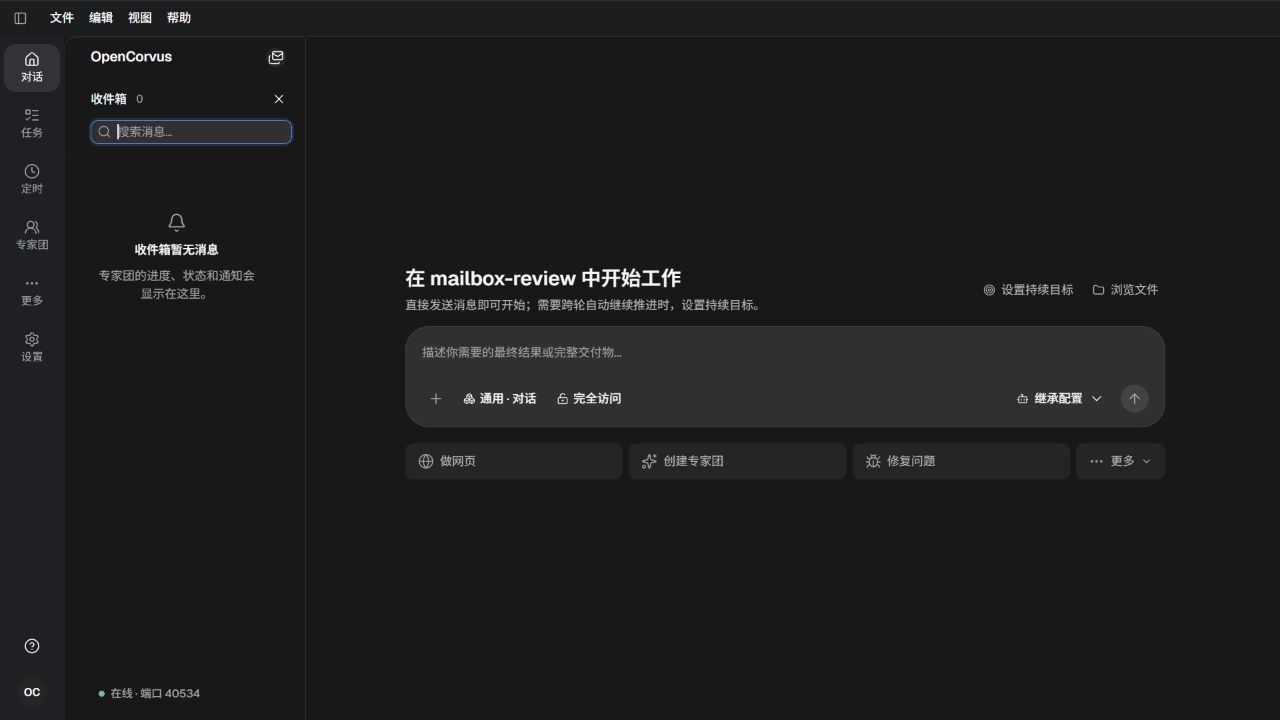 文件 编辑 视图 帮助
对话
任务
定时
专家团
更多
设置
OC
OpenCorvus
收件箱 0
搜索消息...
收件箱暂无消息
专家团的进度、状态和通知会
显示在这里。
在线 · 端口 40534
在 mailbox-review 中开始工作
直接发送消息即可开始；需要跨轮自动继续推进时，设置持续目标。
设置持续目标 浏览文件
描述你需要的最终结果或完整交付物...
通用 · 对话 完全访问 继承配置
做网页 创建专家团 修复问题 更多